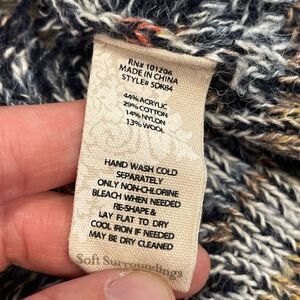 RN# 101206
MADE IN CHINA
STYLE# 5DK84
44% ACRYLIC
29% COTTON
14% NYLON
13% WOOL
HAND WASH COLD
SEPARATELY
ONLY NON-CHLORINE
BLEACH WHEN NEEDED
RE-SHAPE &
LAY FLAT TO DRY
COOL IRON IF NEEDED
MAY BE DRY CLEANED
Soft Surroundings